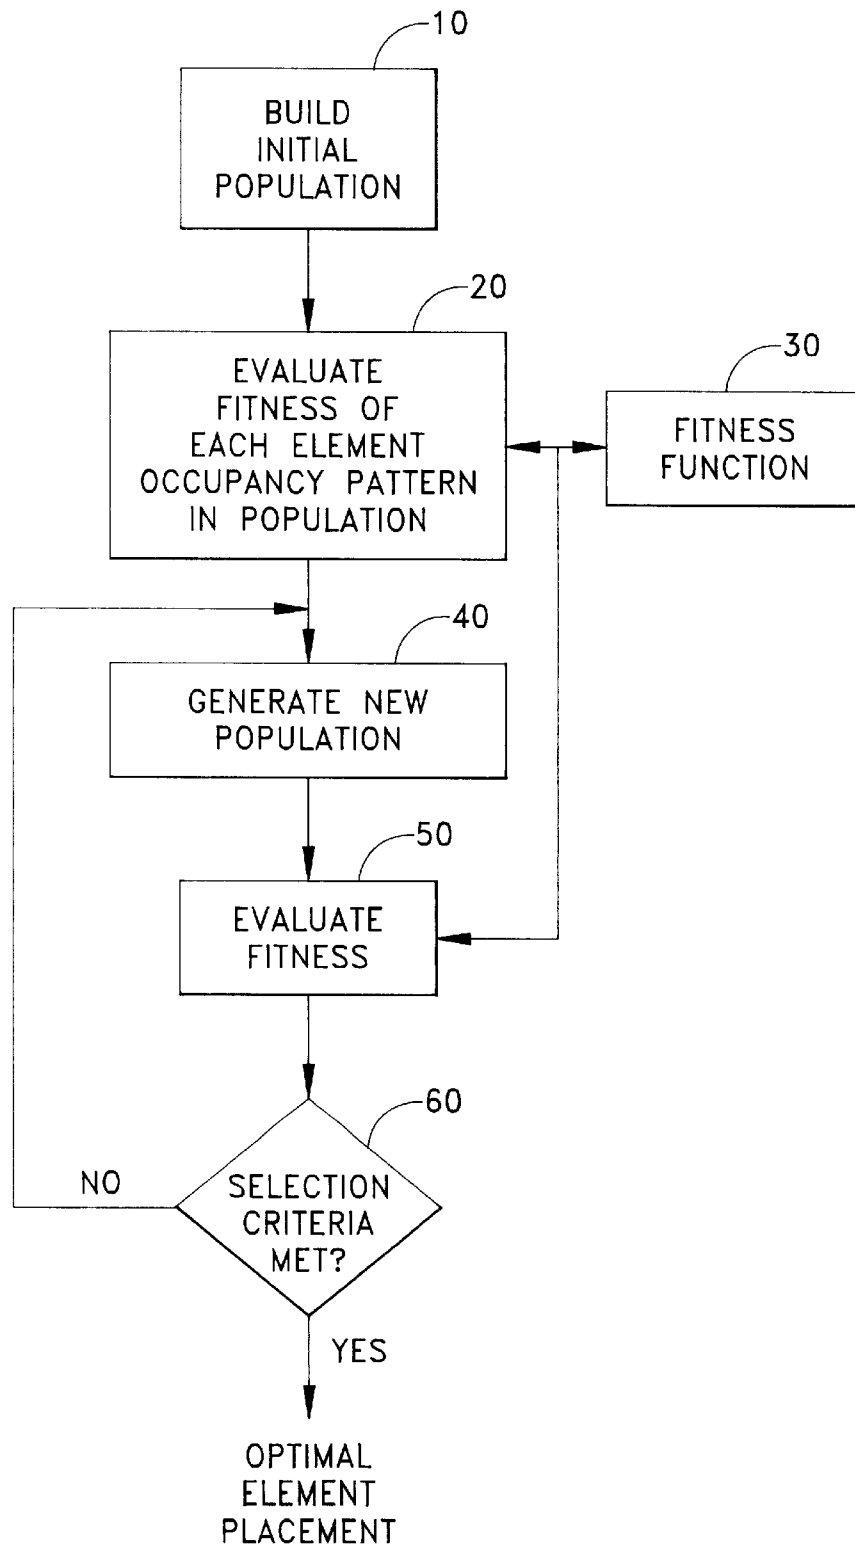 10
BUILD
INITIAL
POPULATION
20
EVALUATE
FITNESS OF
EACH ELEMENT
OCCUPANCY PATTERN
IN POPULATION
30
FITNESS
FUNCTION
40
GENERATE NEW
POPULATION
50
EVALUATE
FITNESS
60
SELECTION
CRITERIA
MET?
NO
YES
OPTIMAL
ELEMENT
PLACEMENT